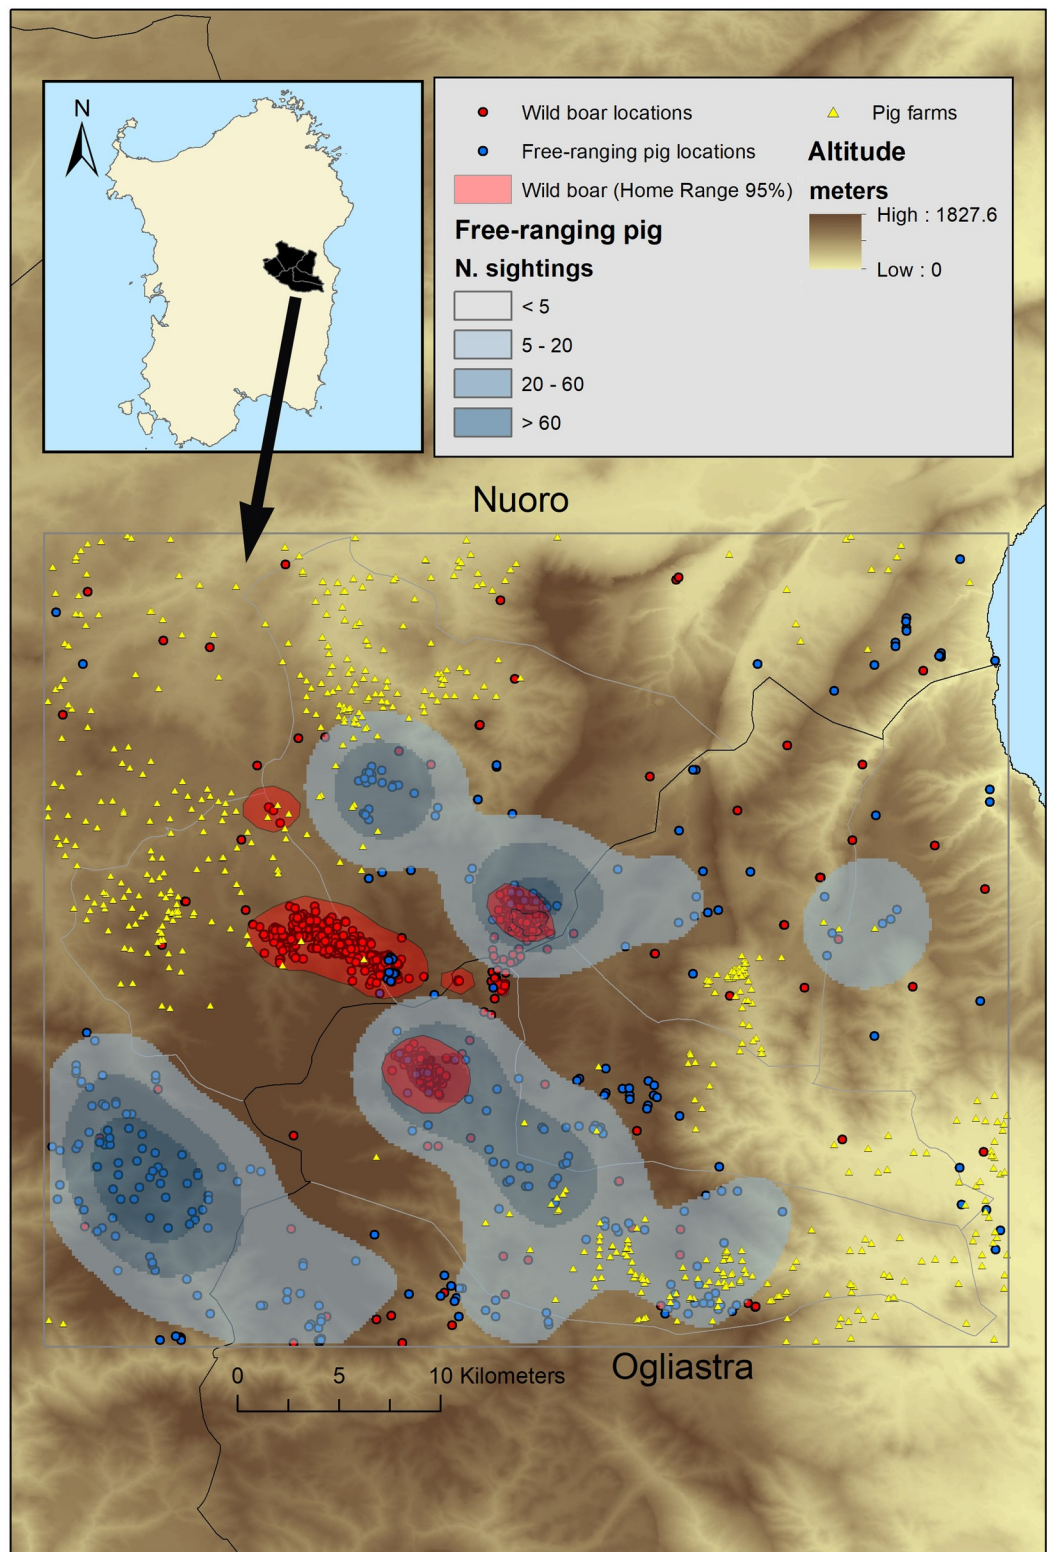 N
Wild boar locations
Free-ranging pig locations
Wild boar (Home Range 95%)
Free-ranging pig
N. sightings
< 5
5 - 20
20 - 60
> 60
Pig farms
Altitude
meters
High : 1827.6
Low : 0
Nuoro
Ogliastra
0 5 10 Kilometers